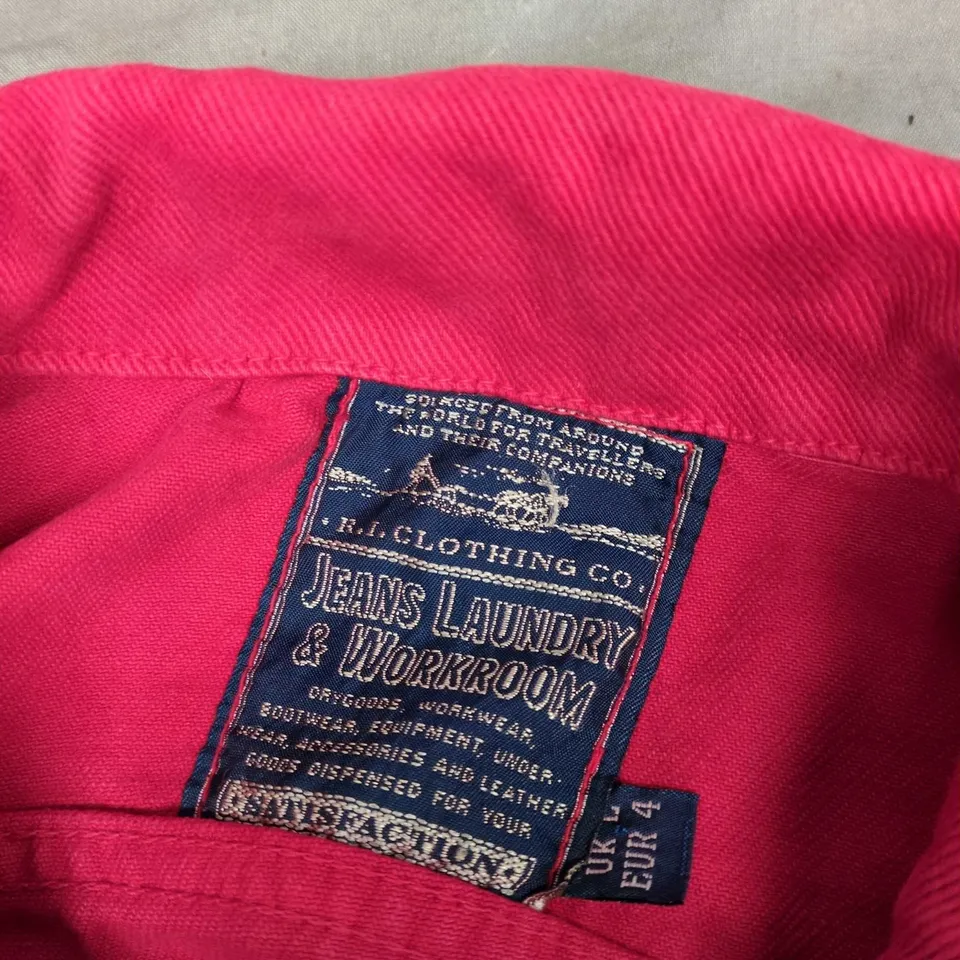 SOURCED FROM AROUND
THE WORLD FOR TRAVELLERS
AND THEIR COMPANIONS
· R.I. CLOTHING CO.
JEANS LAUNDRY
& WORKROOM
DRYGOODS, WORKWEAR,
BOOTWEAR, EQUIPMENT, UNDER-
WEAR, ACCESSORIES AND LEATHER
GOODS DISPENSED FOR YOUR
SATISFACTION
UK L
EUR 4